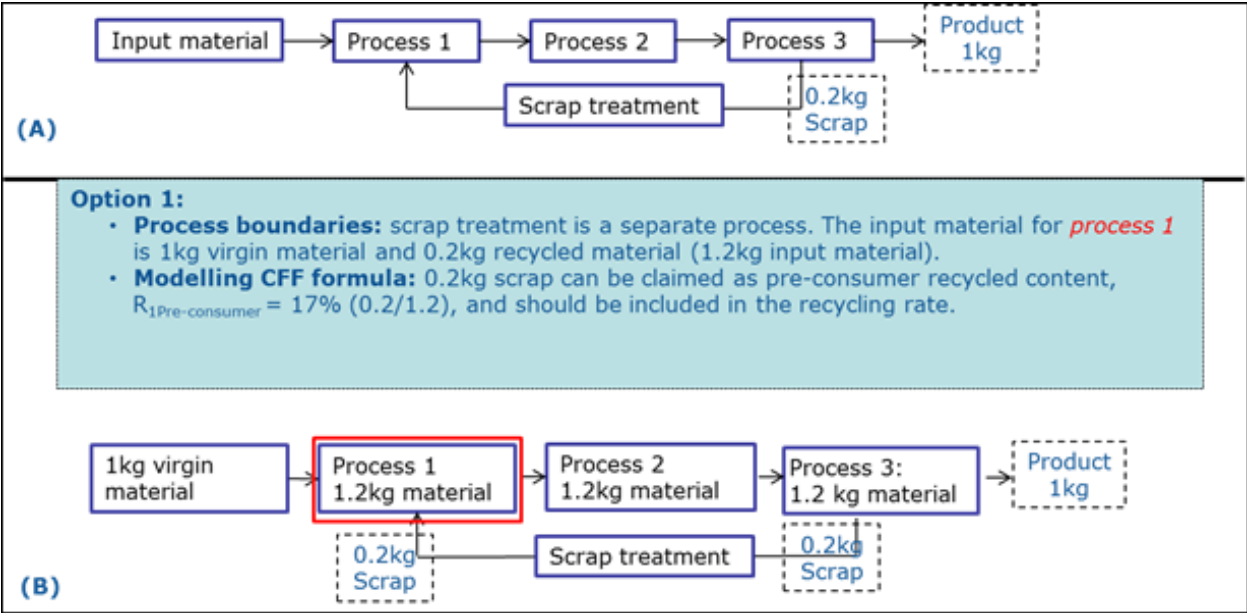 Input material
Process 1
Process 2
Process 3
Product
1kg
Scrap treatment
0.2kg
Scrap
(A)
Option 1:
• Process boundaries: scrap treatment is a separate process. The input material for process 1
is 1kg virgin material and 0.2kg recycled material (1.2kg input material).
• Modelling CFF formula: 0.2kg scrap can be claimed as pre-consumer recycled content,
R1Pre-consumer = 17% (0.2/1.2), and should be included in the recycling rate.
1kg virgin
material
Process 1
1.2kg material
Process 2
1.2kg material
Process 3:
1.2 kg material
Product
1kg
0.2kg
Scrap
Scrap treatment
0.2kg
Scrap
(B)